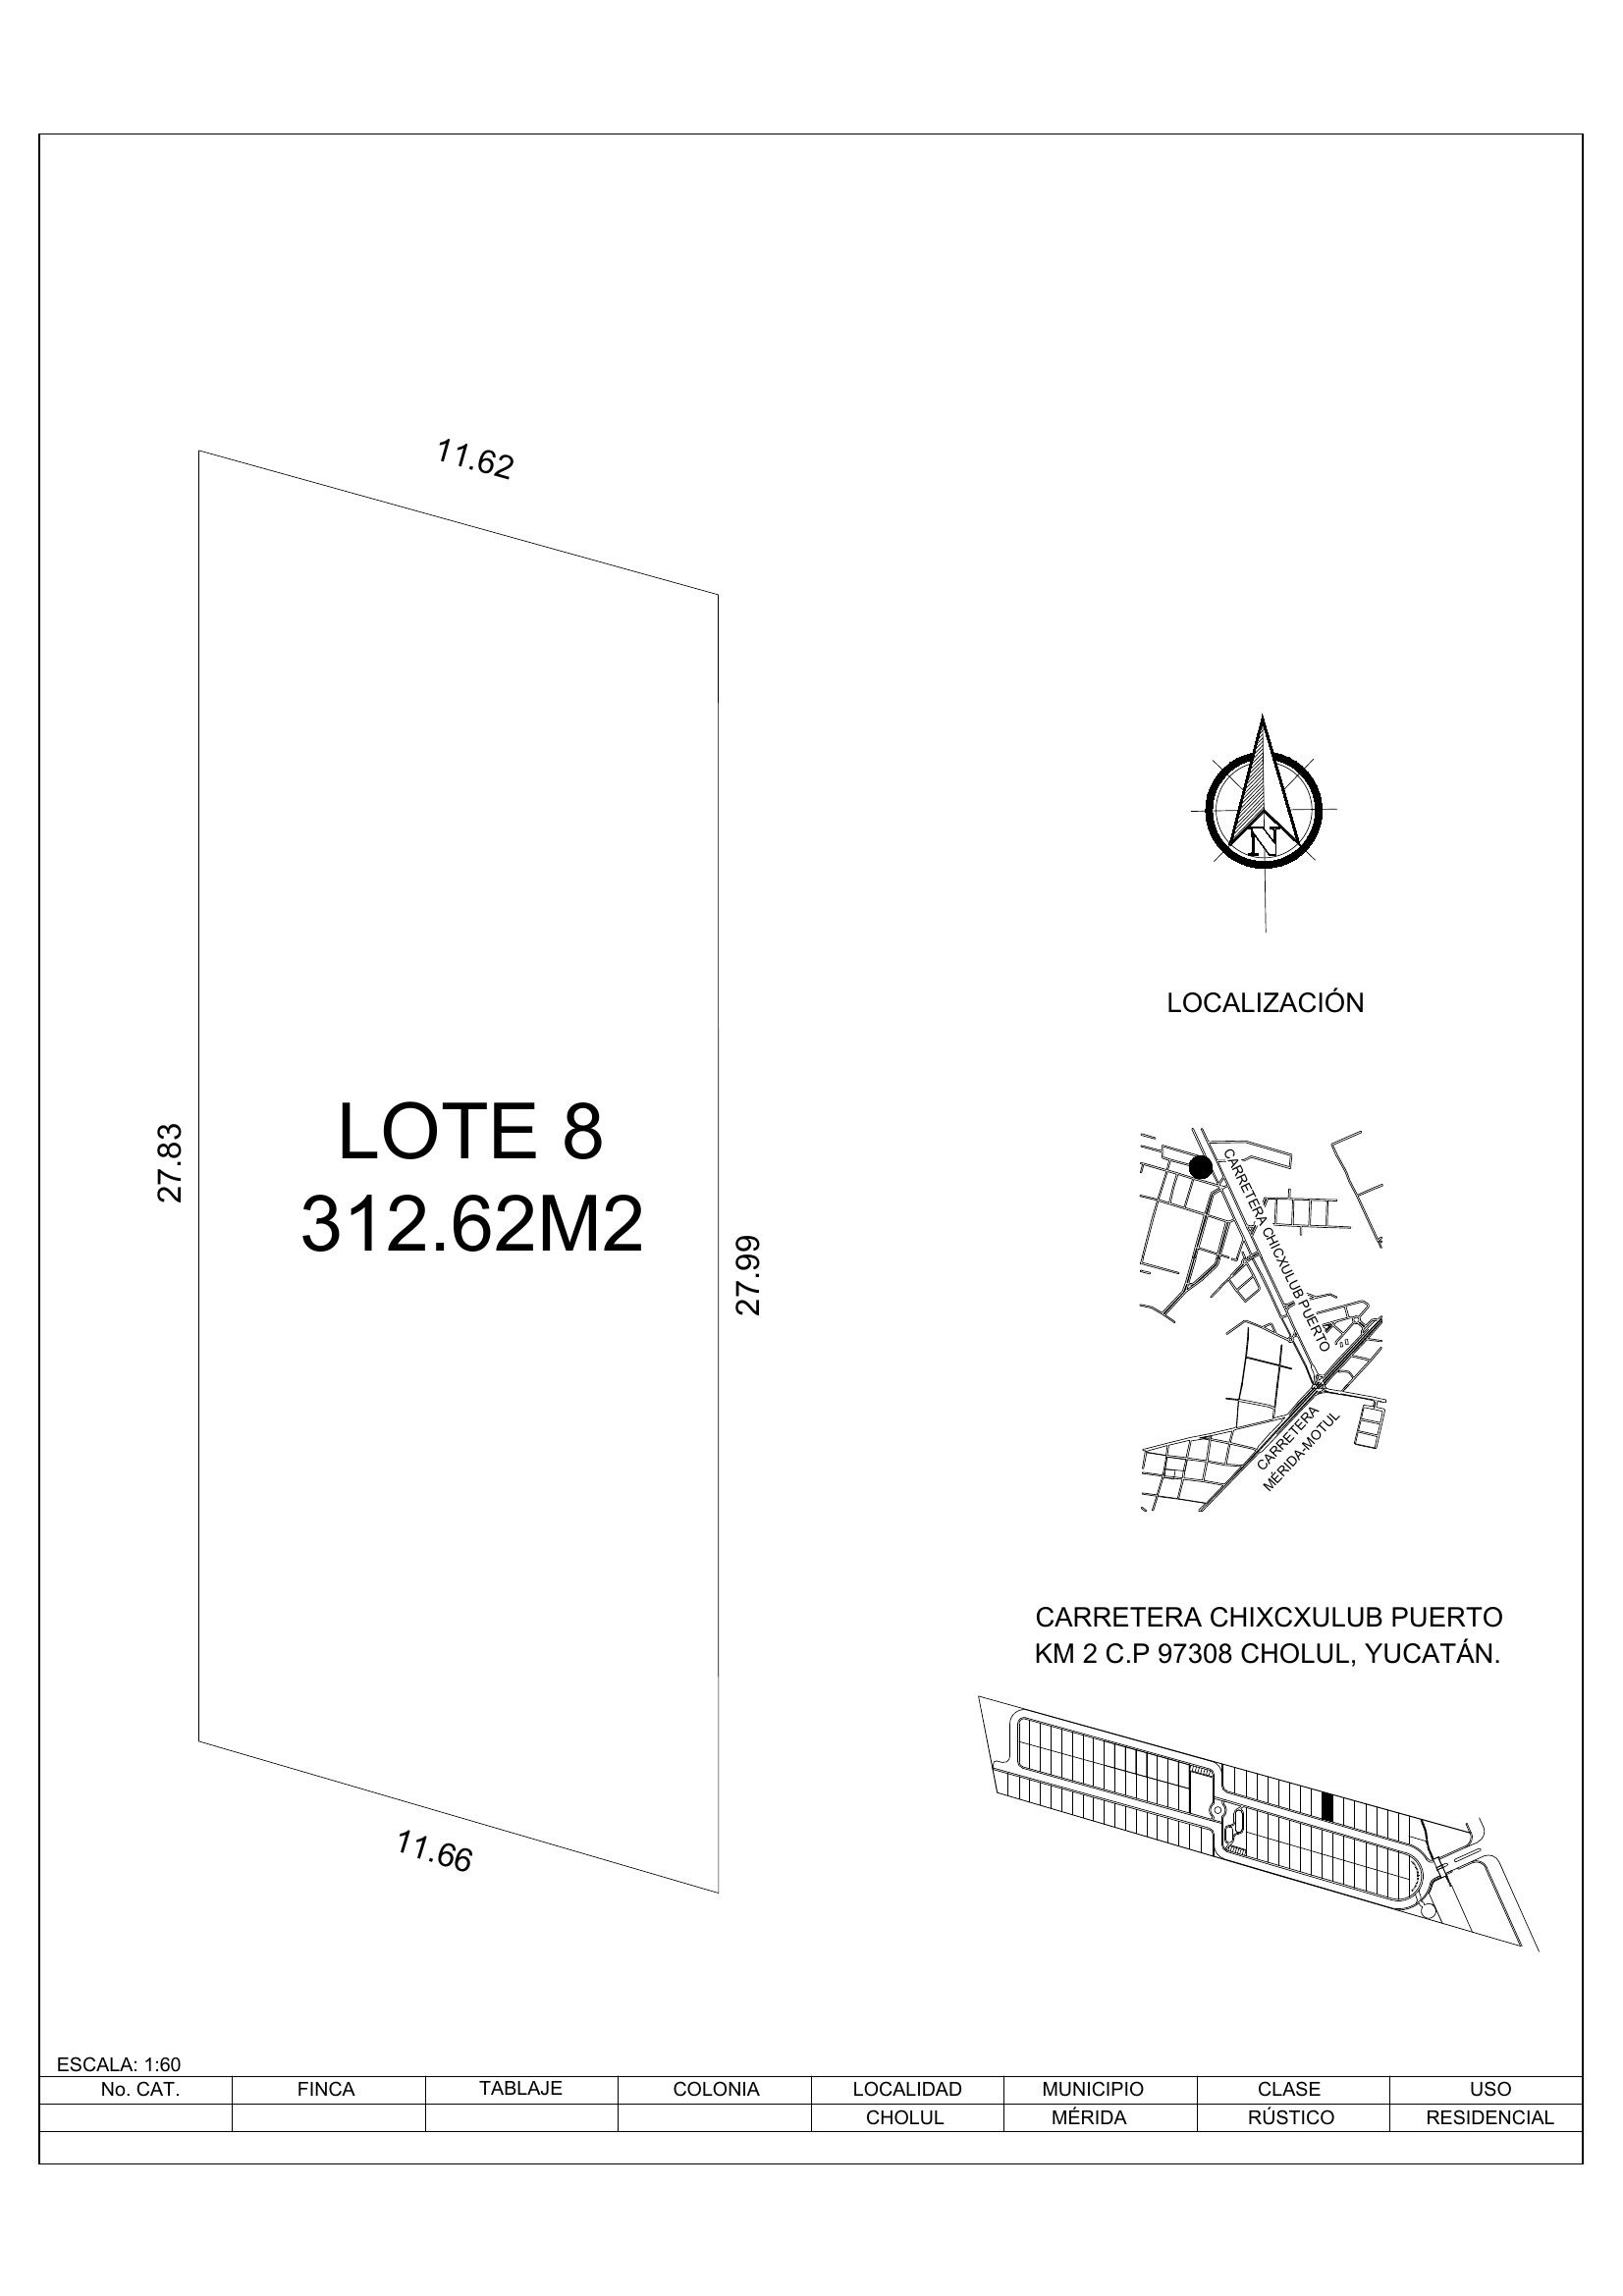 11.62
27.83
LOTE 8
312.62M2
27.99
11.66
N
LOCALIZACIÓN
CARRETERA CHICXULUB PUERTO
CARRETERA
MÉRIDA-MOTUL
CARRETERA CHIXCXULUB PUERTO
KM 2 C.P 97308 CHOLUL, YUCATÁN.
ESCALA: 1:60
No. CAT. FINCA TABLAJE COLONIA LOCALIDAD MUNICIPIO CLASE USO
CHOLUL MÉRIDA RÚSTICO RESIDENCIAL